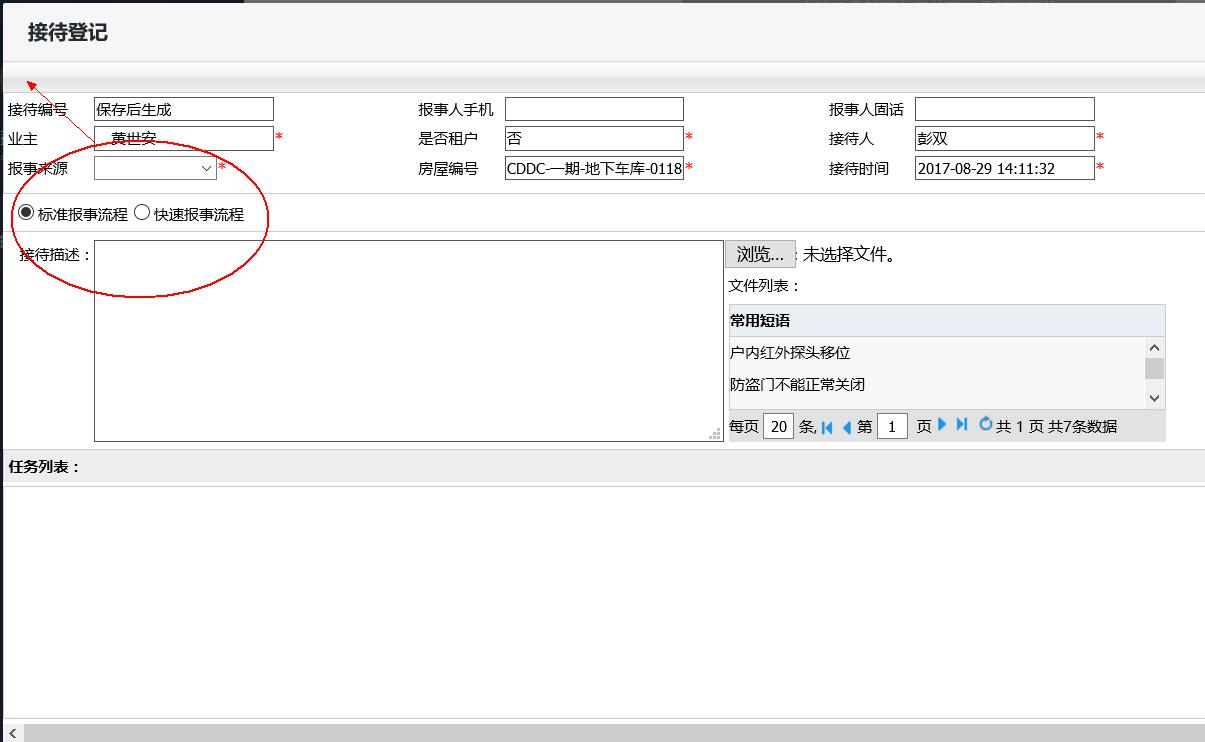 接待登记
接待编号 保存后生成 报事人手机 报事人固话
业主 黄世安* 是否租户 否* 接待人 彭双*
报事来源 * 房屋编号 CDDC-一期-地下车库-0118* 接待时间 2017-08-29 14:11:32*
标准报事流程 快速报事流程
接待描述： 浏览... 未选择文件。
文件列表：
常用短语
户内红外探头移位
防盗门不能正常关闭
每页 20 条, 第 1 页 共 1 页 共7条数据
任务列表：